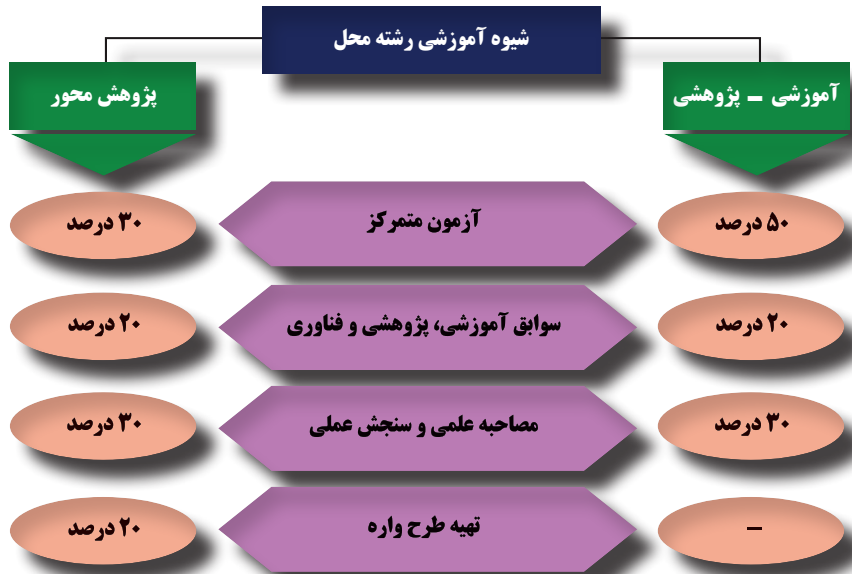 شیوه آموزشی رشته محل
آموزشی – پژوهشی
پژوهش محور
۵۰ درصد
آزمون متمرکز
۳۰ درصد
۲۰ درصد
سوابق آموزشی، پژوهشی و فناوری
۲۰ درصد
۳۰ درصد
مصاحبه علمی و سنجش عملی
۳۰ درصد
–
تهیه طرح واره
۲۰ درصد